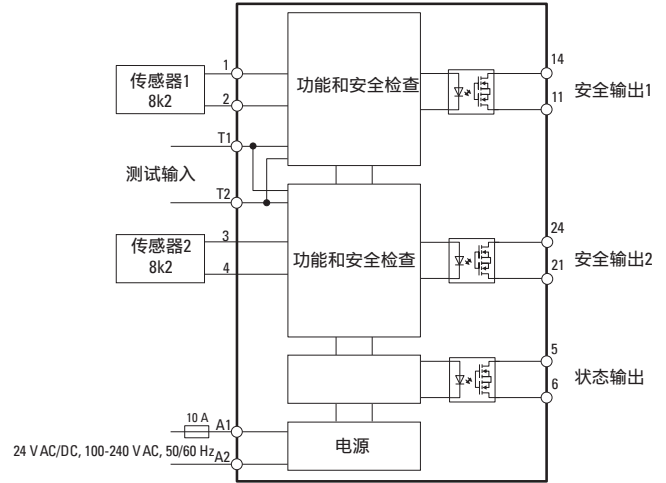 1
传感器1
8k2
2
功能和安全检查
14
安全输出1
11
T1
测试输入
T2
传感器2
8k2
3
4
功能和安全检查
24
安全输出2
21
5
状态输出
6
10 A
A1
24 V AC/DC, 100-240 V AC, 50/60 Hz
A2
电源